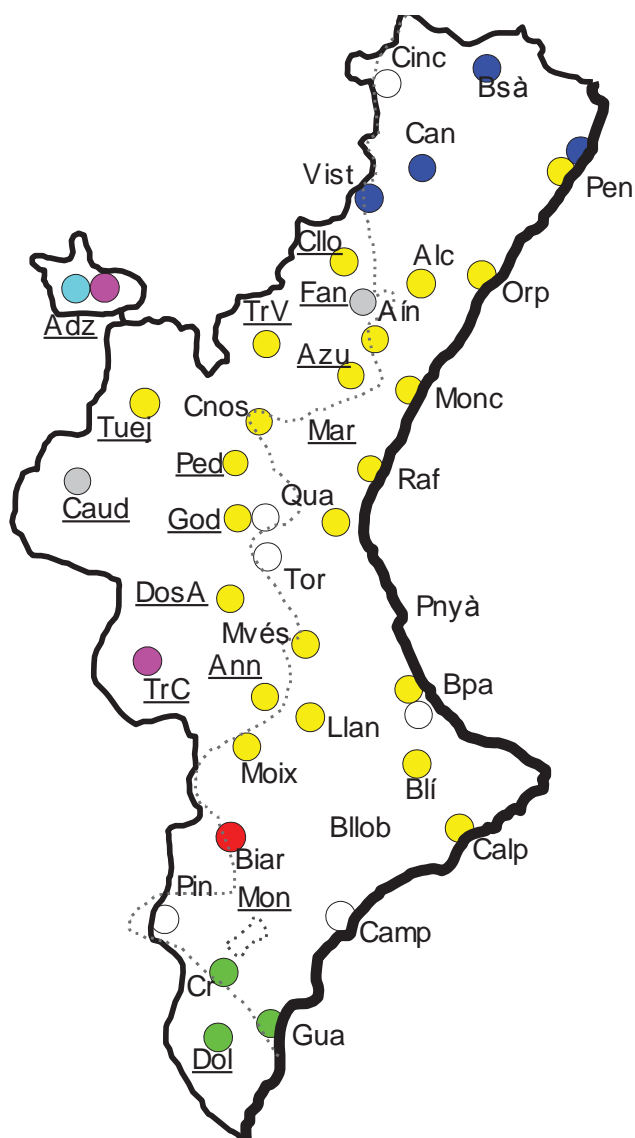 Cinc
Bsà
Can
Vist
Pen
Cllo
Alc
Fan
Orp
Aín
Adz
TrV
Azu
Monc
Cnos
Tuej
Mar
Ped
Raf
Caud
Qua
God
Tor
DosA
Pnyà
Mvés
Ann
TrC
Bpa
Llan
Moix
Blí
Bllob
Calp
Biar
Pin
Mon
Camp
Cr
Gua
Dol